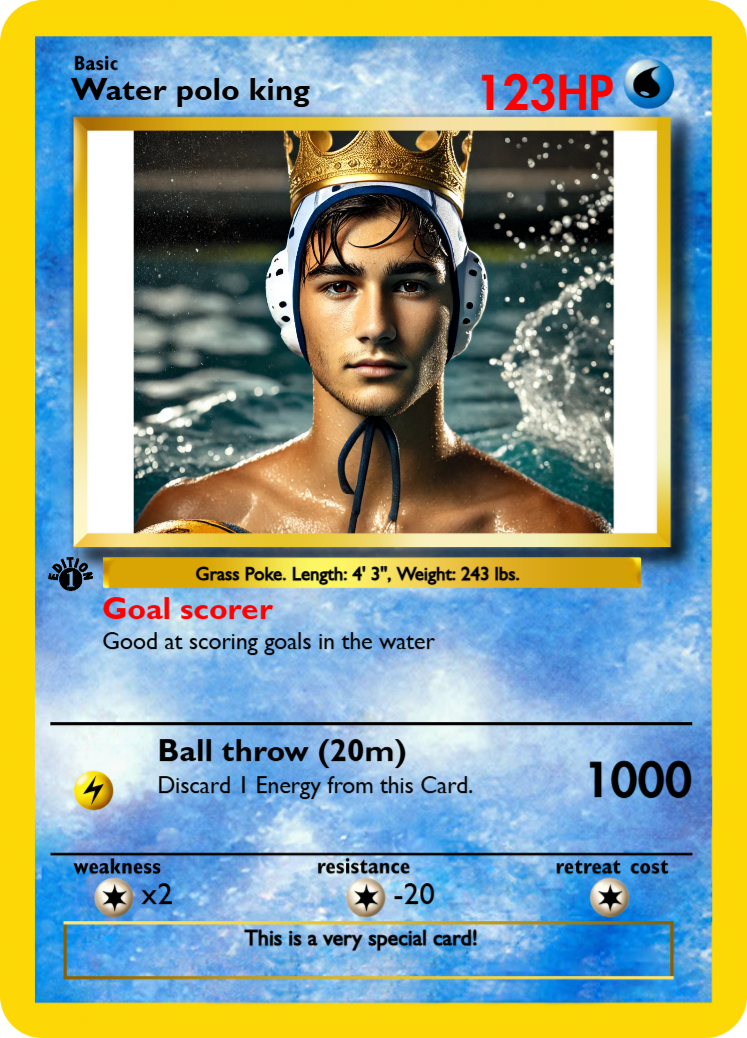 Basic
Water polo king
123HP
EDITION
1
Grass Poke. Length: 4' 3", Weight: 243 lbs.
Goal scorer
Good at scoring goals in the water
Ball throw (20m)
Discard 1 Energy from this Card.
1000
weakness
resistance
retreat cost
x2
-20
This is a very special card!